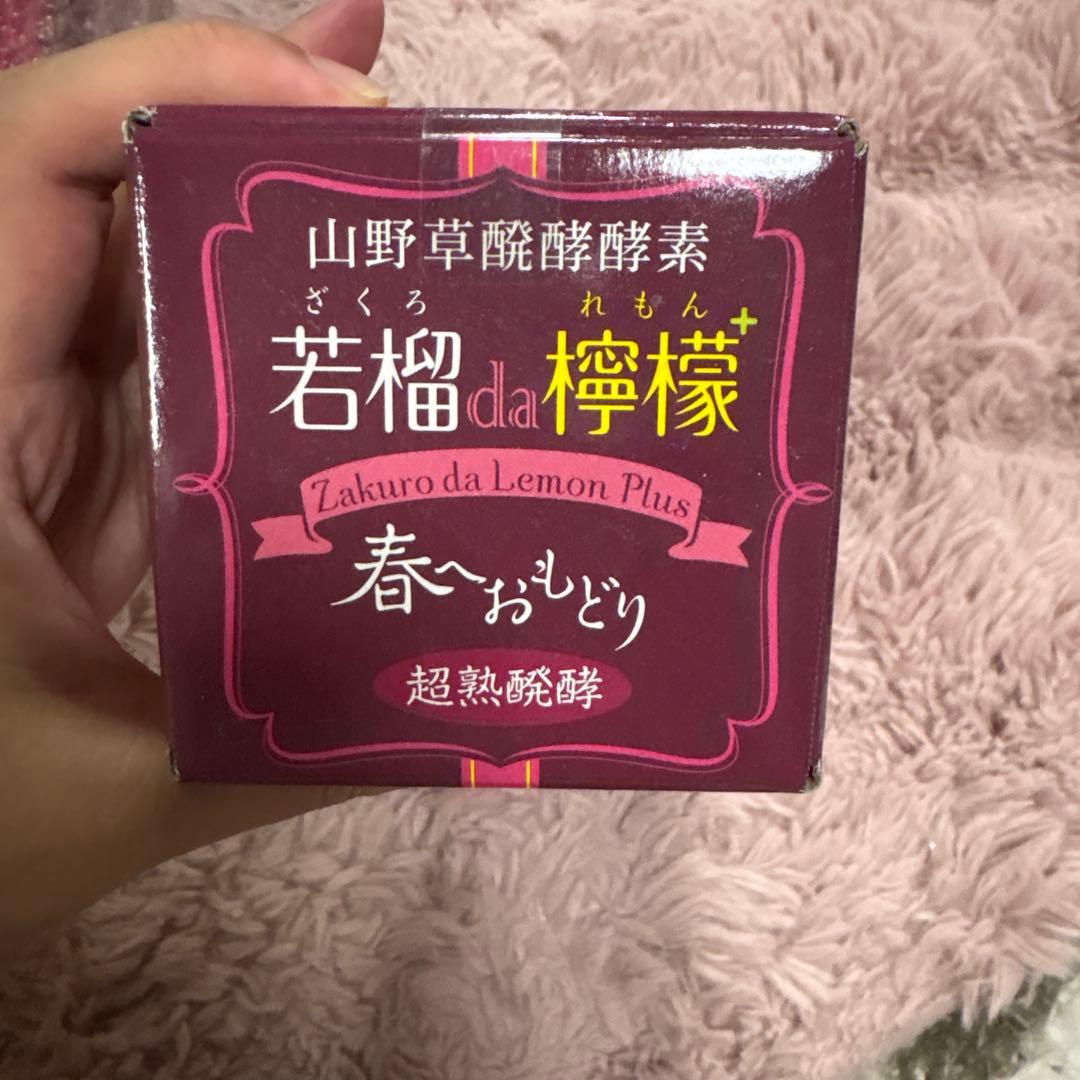 山野草醗酵酵素
ざくろ れもん
若榴da檸檬+
Zakuro da Lemon Plus
春へおもどり
超熟醗酵